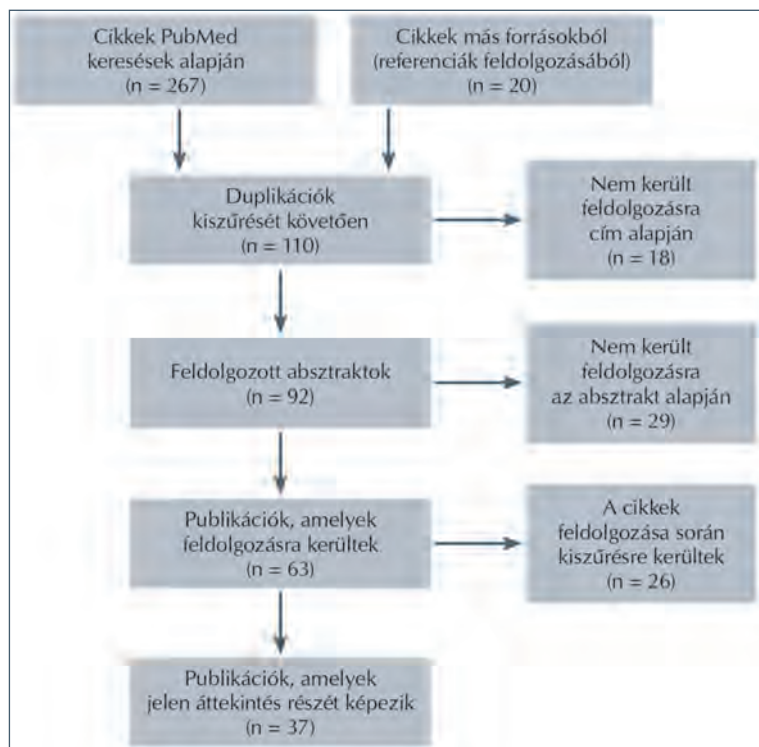 Cikkek PubMed
keresések alapján
(n = 267)
Cikkek más forrásokból
(referenciák feldolgozásából)
(n = 20)
Duplikációk
kiszűrését követően
(n = 110)
Nem került
feldolgozásra
cím alapján
(n = 18)
Feldolgozott absztraktok
(n = 92)
Nem került
feldolgozásra
az absztrakt alapján
(n = 29)
Publikációk, amelyek
feldolgozásra kerültek
(n = 63)
A cikkek
feldolgozása során
kiszűrésre kerültek
(n = 26)
Publikációk, amelyek
jelen áttekintés részét képezik
(n = 37)